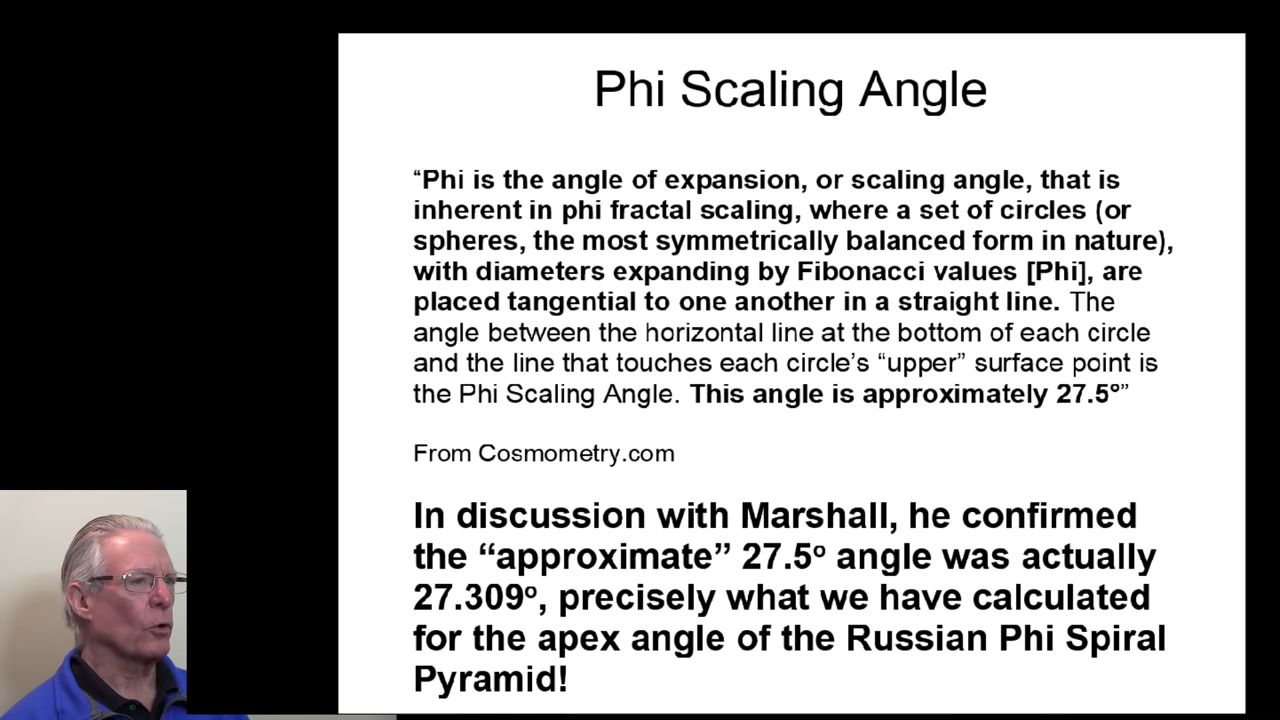 Phi Scaling Angle
“Phi is the angle of expansion, or scaling angle, that is
inherent in phi fractal scaling, where a set of circles (or
spheres, the most symmetrically balanced form in nature),
with diameters expanding by Fibonacci values [Phi], are
placed tangential to one another in a straight line. The
angle between the horizontal line at the bottom of each circle
and the line that touches each circle’s “upper” surface point is
the Phi Scaling Angle. This angle is approximately 27.5º”
From Cosmometry.com
In discussion with Marshall, he confirmed
the “approximate” 27.5º angle was actually
27.309º, precisely what we have calculated
for the apex angle of the Russian Phi Spiral
Pyramid!